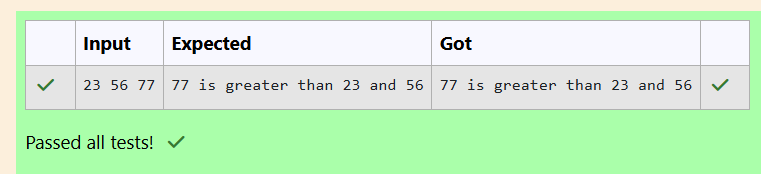 Input Expected Got
23 56 77 77 is greater than 23 and 56 77 is greater than 23 and 56
Passed all tests!